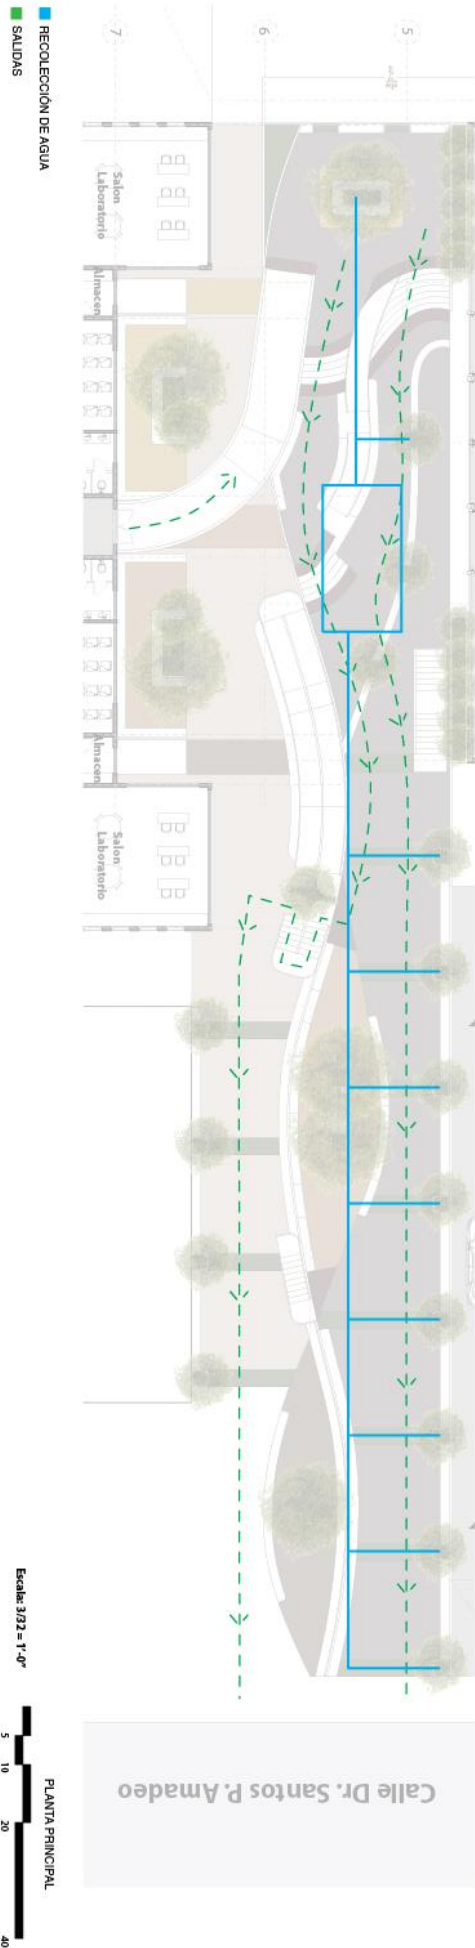 RECOLECCIÓN DE AGUA
SALIDAS
7
6
5
Salon
Laboratorio
Almacen
Almacen
Salon
Laboratorio
Calle Dr. Santos P. Amadeo
Escala: 3/32 = 1'-0"
PLANTA PRINCIPAL
5
10
20
40